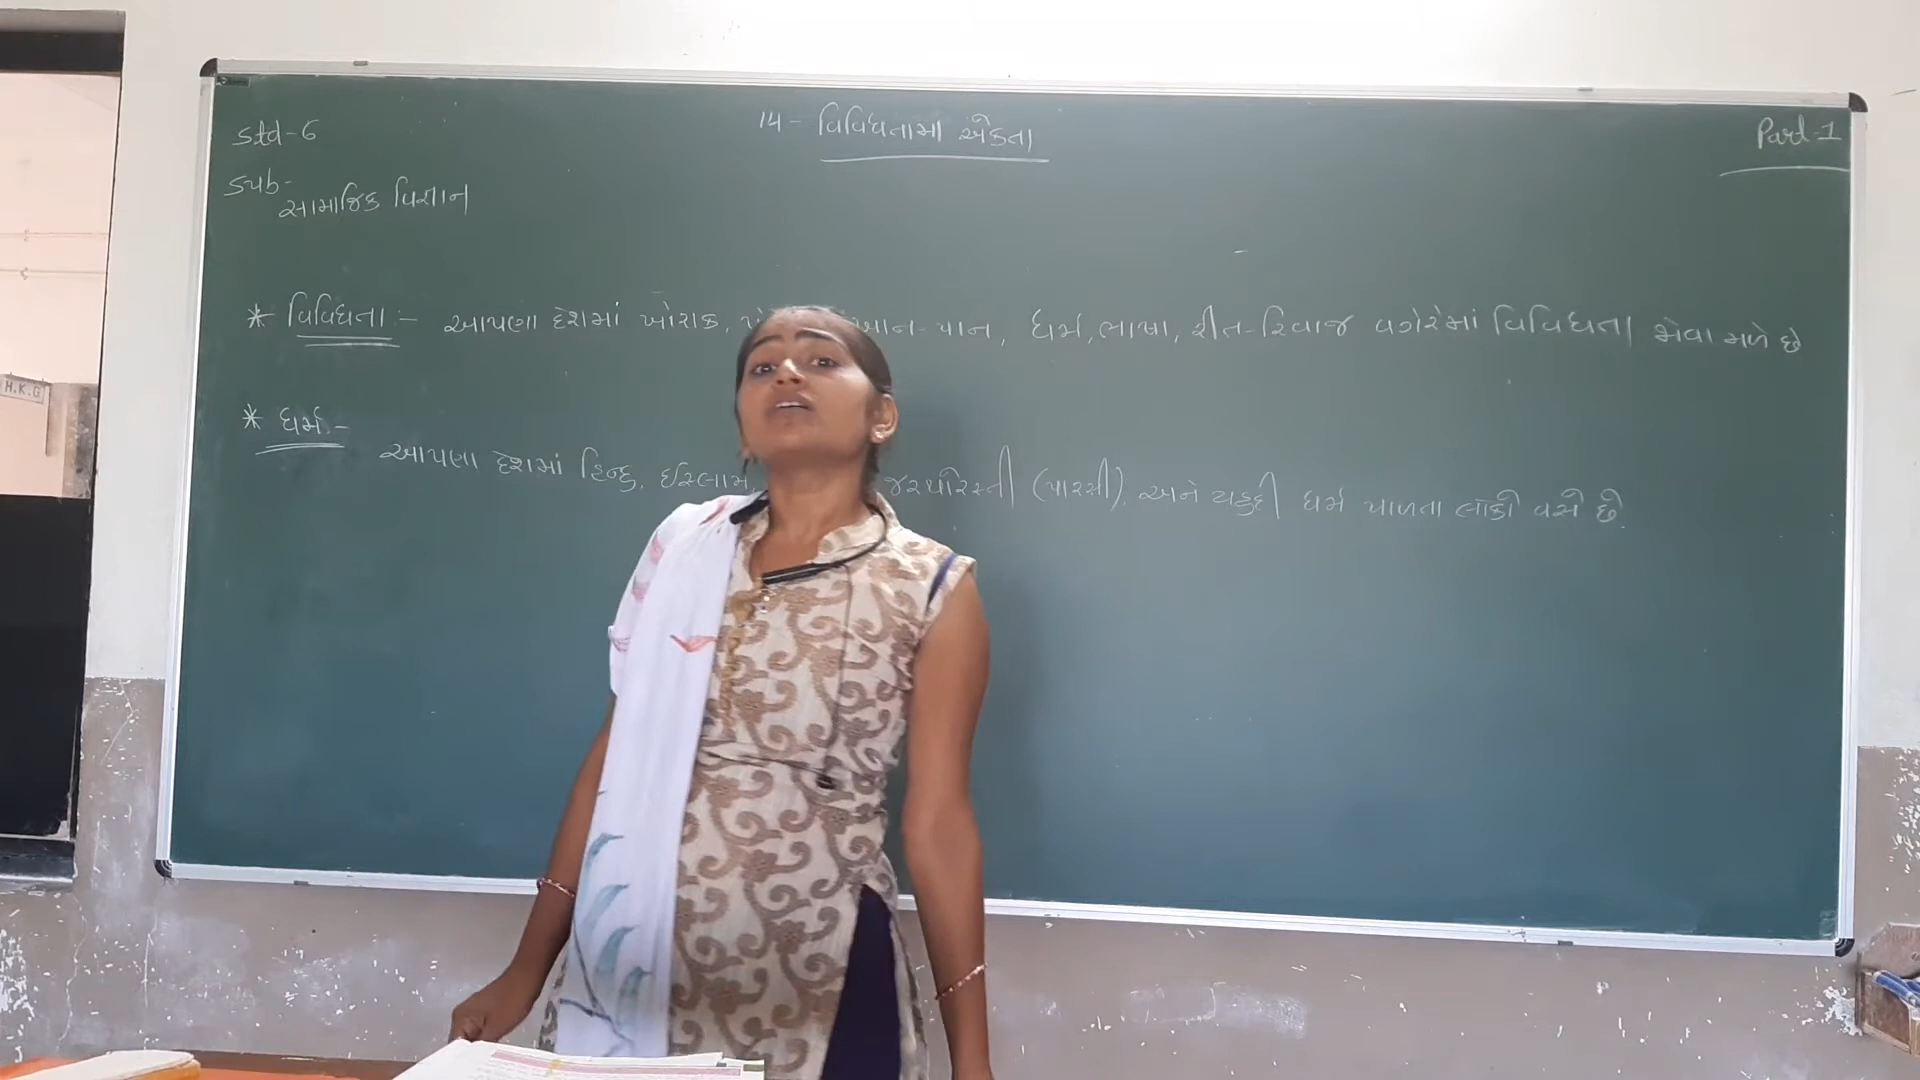 14 - વિવિધતામાં એકતા
Part-1
Std-6
Sub-
સામાજિક વિજ્ઞાન
* વિવિધતા :- આપણા દેશમાં ખોરાક, ખાન-પાન, ધર્મ, ભાષા, રીત-રિવાજ વગેરેમાં વિવિધતા જોવા મળે છે
* ધર્મ :-
આપણા દેશમાં હિન્દુ, ઈસ્લામ, જરથોસ્તી (પારસી), અને યહુદી ધર્મ પાળતા લોકો વસે છે.
H.K.G